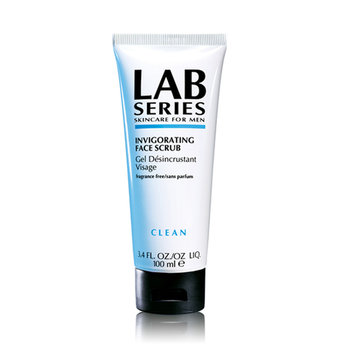 LAB
SERIES
SKINCARE FOR MEN
INVIGORATING
FACE SCRUB
Gel Désincrustant
Visage
fragrance free/sans parfum
CLEAN
3.4 FL. OZ./OZ LIQ.
100 ml e